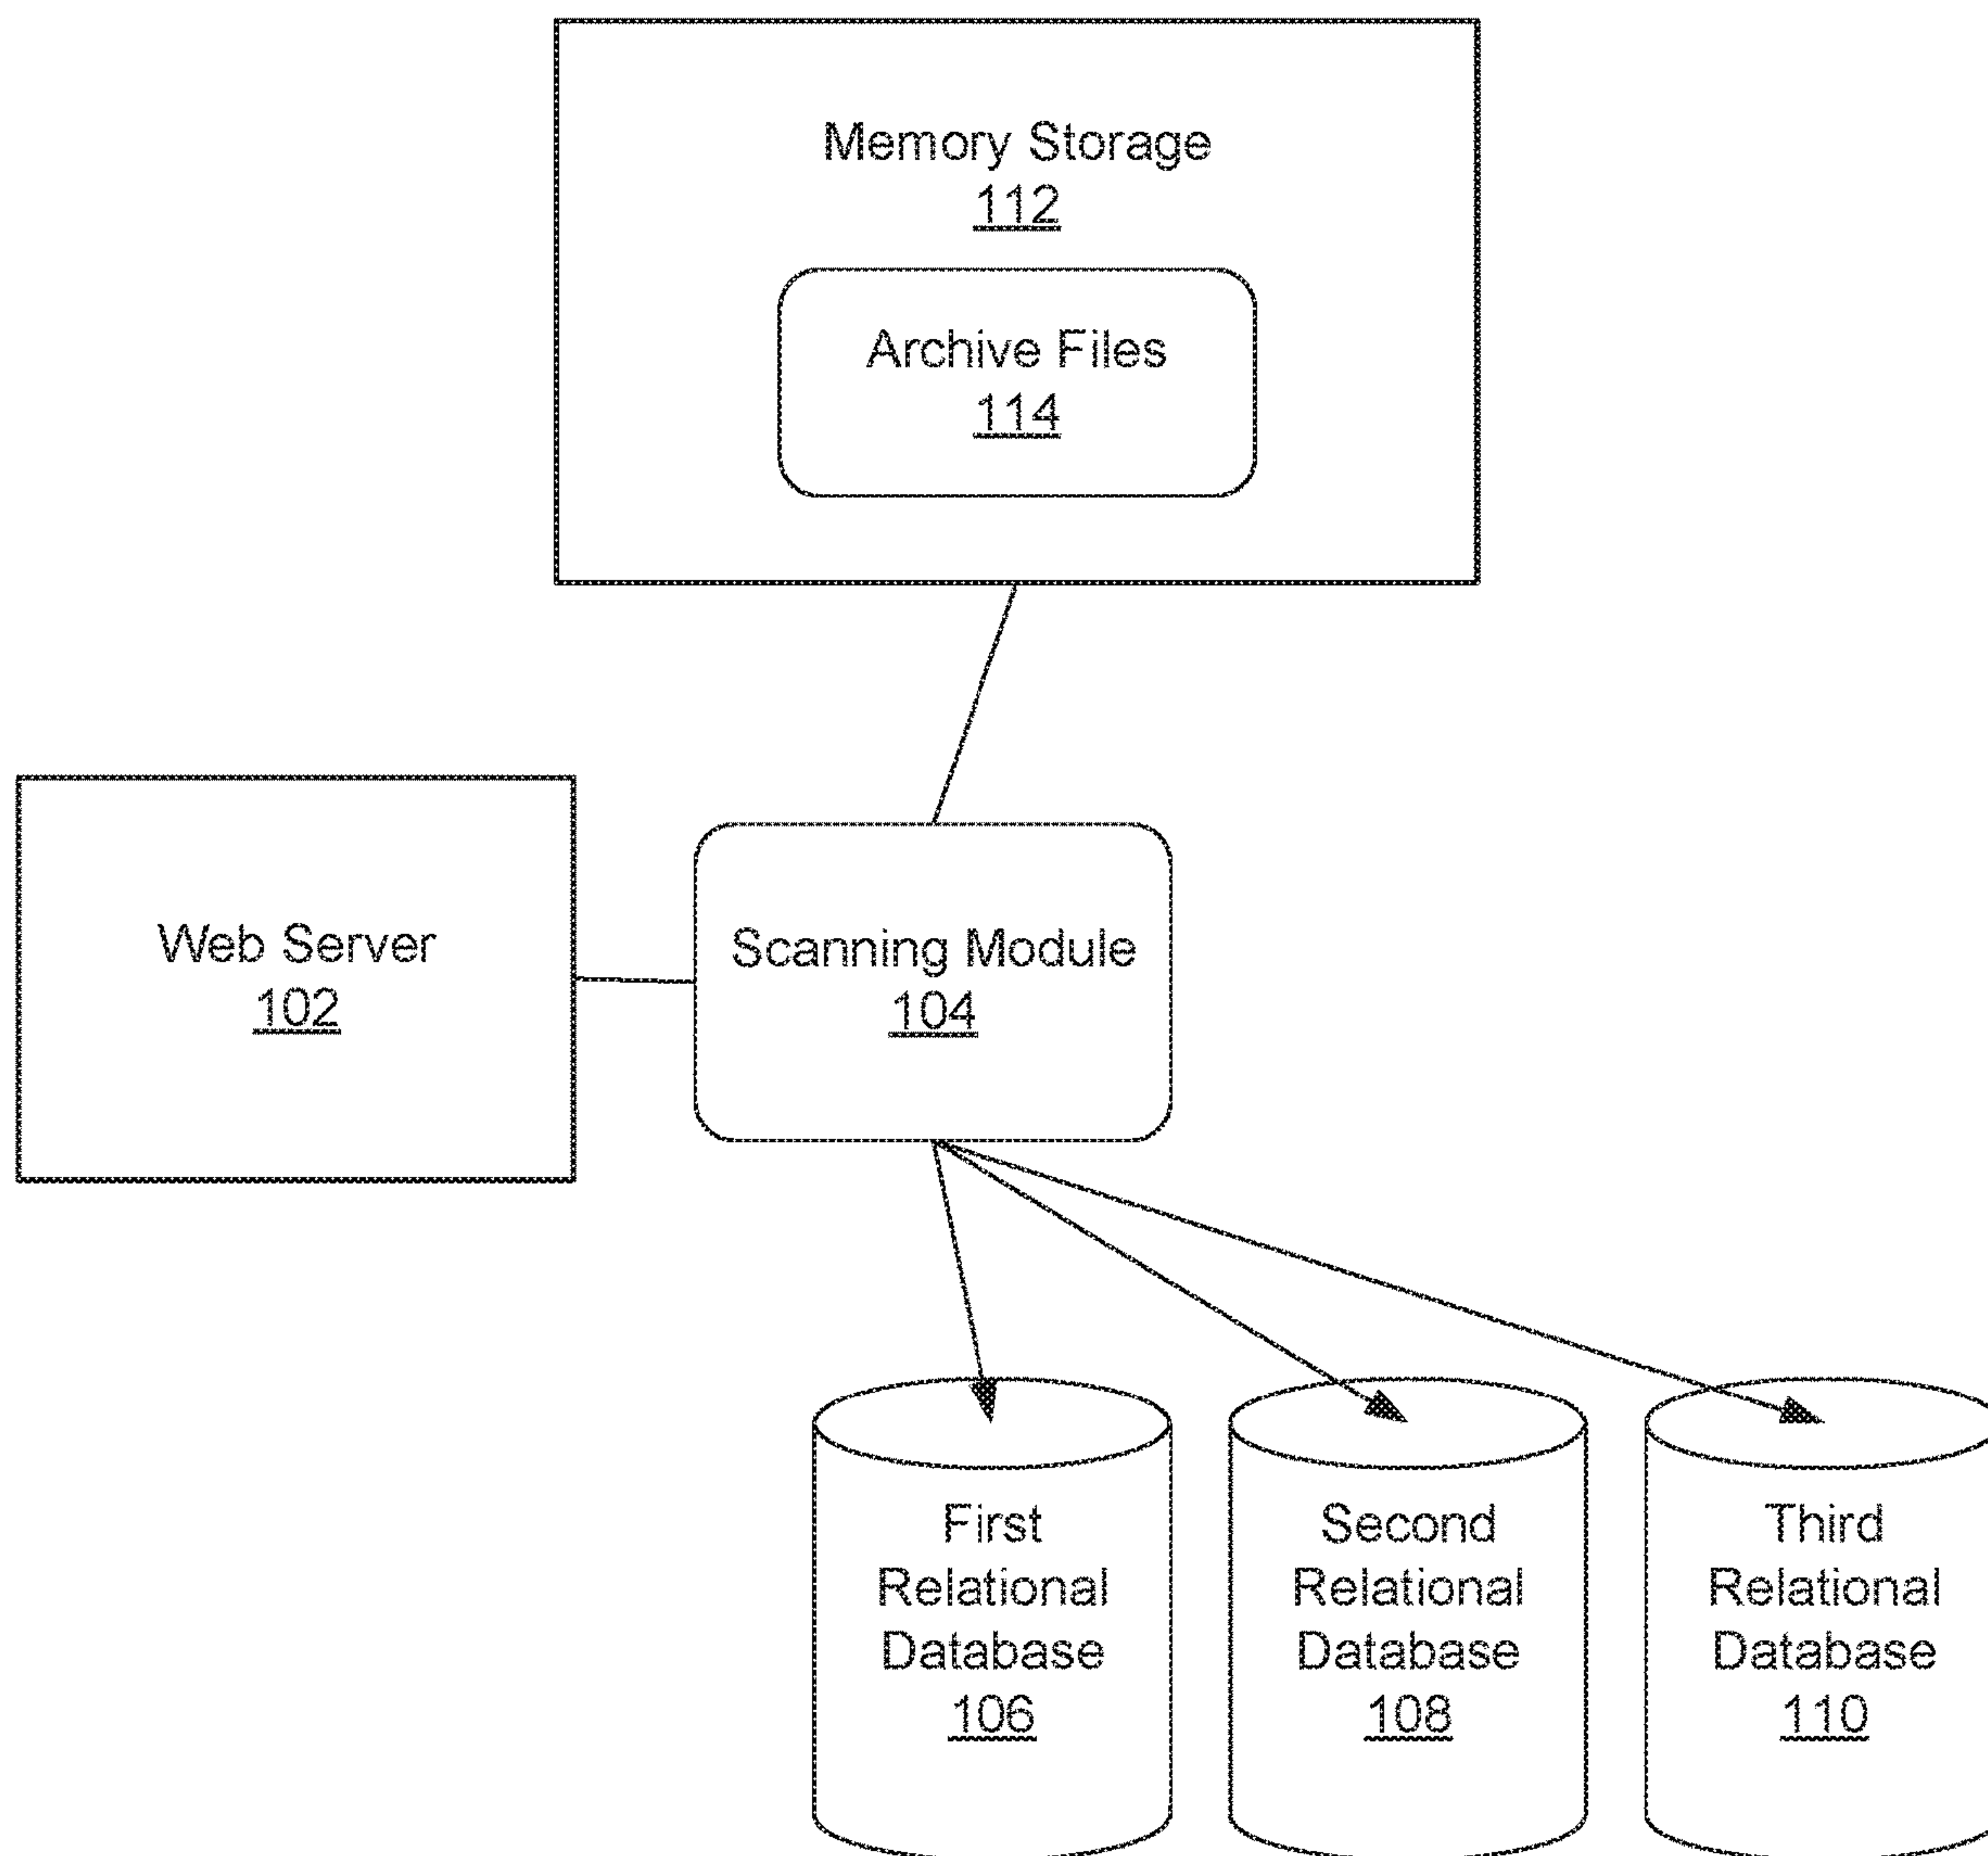 Memory Storage
112
Archive Files
114
Web Server
102
Scanning Module
104
First
Relational
Database
106
Second
Relational
Database
108
Third
Relational
Database
110